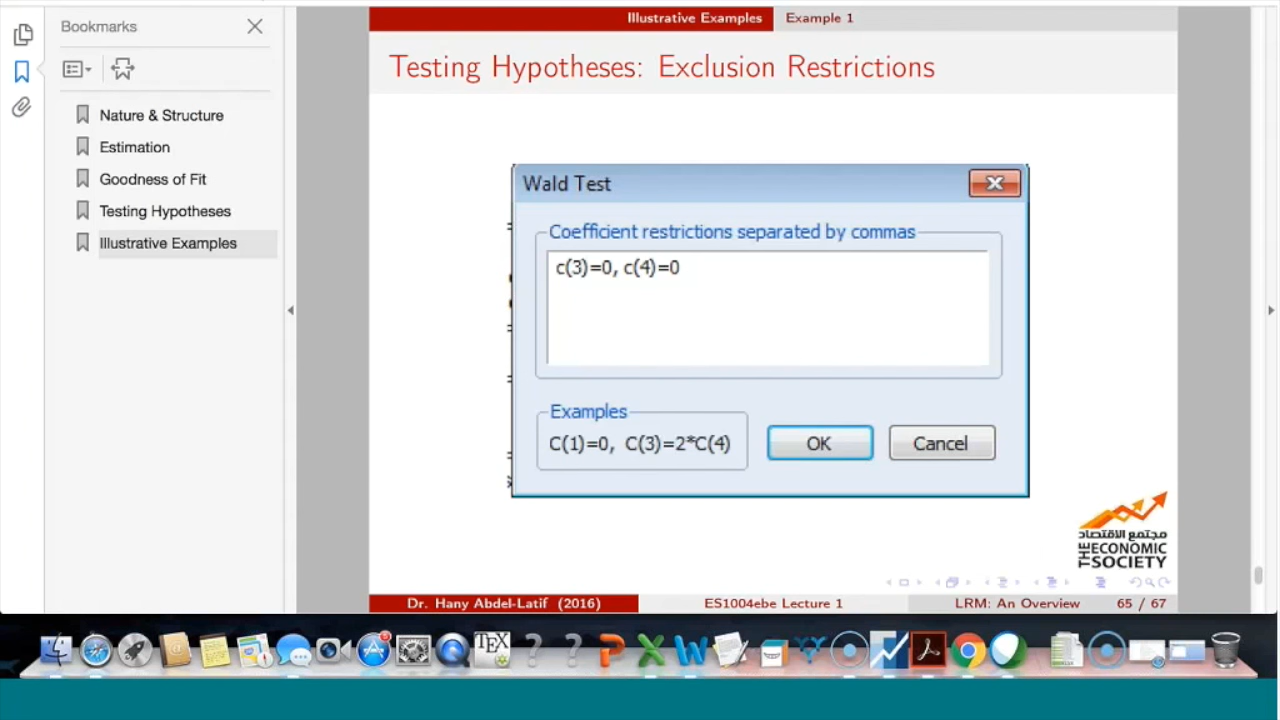 Bookmarks
Nature & Structure
Estimation
Goodness of Fit
Testing Hypotheses
Illustrative Examples
Illustrative Examples Example 1
Testing Hypotheses: Exclusion Restrictions
Wald Test
Coefficient restrictions separated by commas
c(3)=0, c(4)=0
Examples
C(1)=0, C(3)=2*C(4)
OK
Cancel
مجتمع الاقتصاد
THE ECONOMIC SOCIETY
Dr. Hany Abdel-Latif (2016) ES1004ebe Lecture 1 LRM: An Overview 65 / 67
TEX